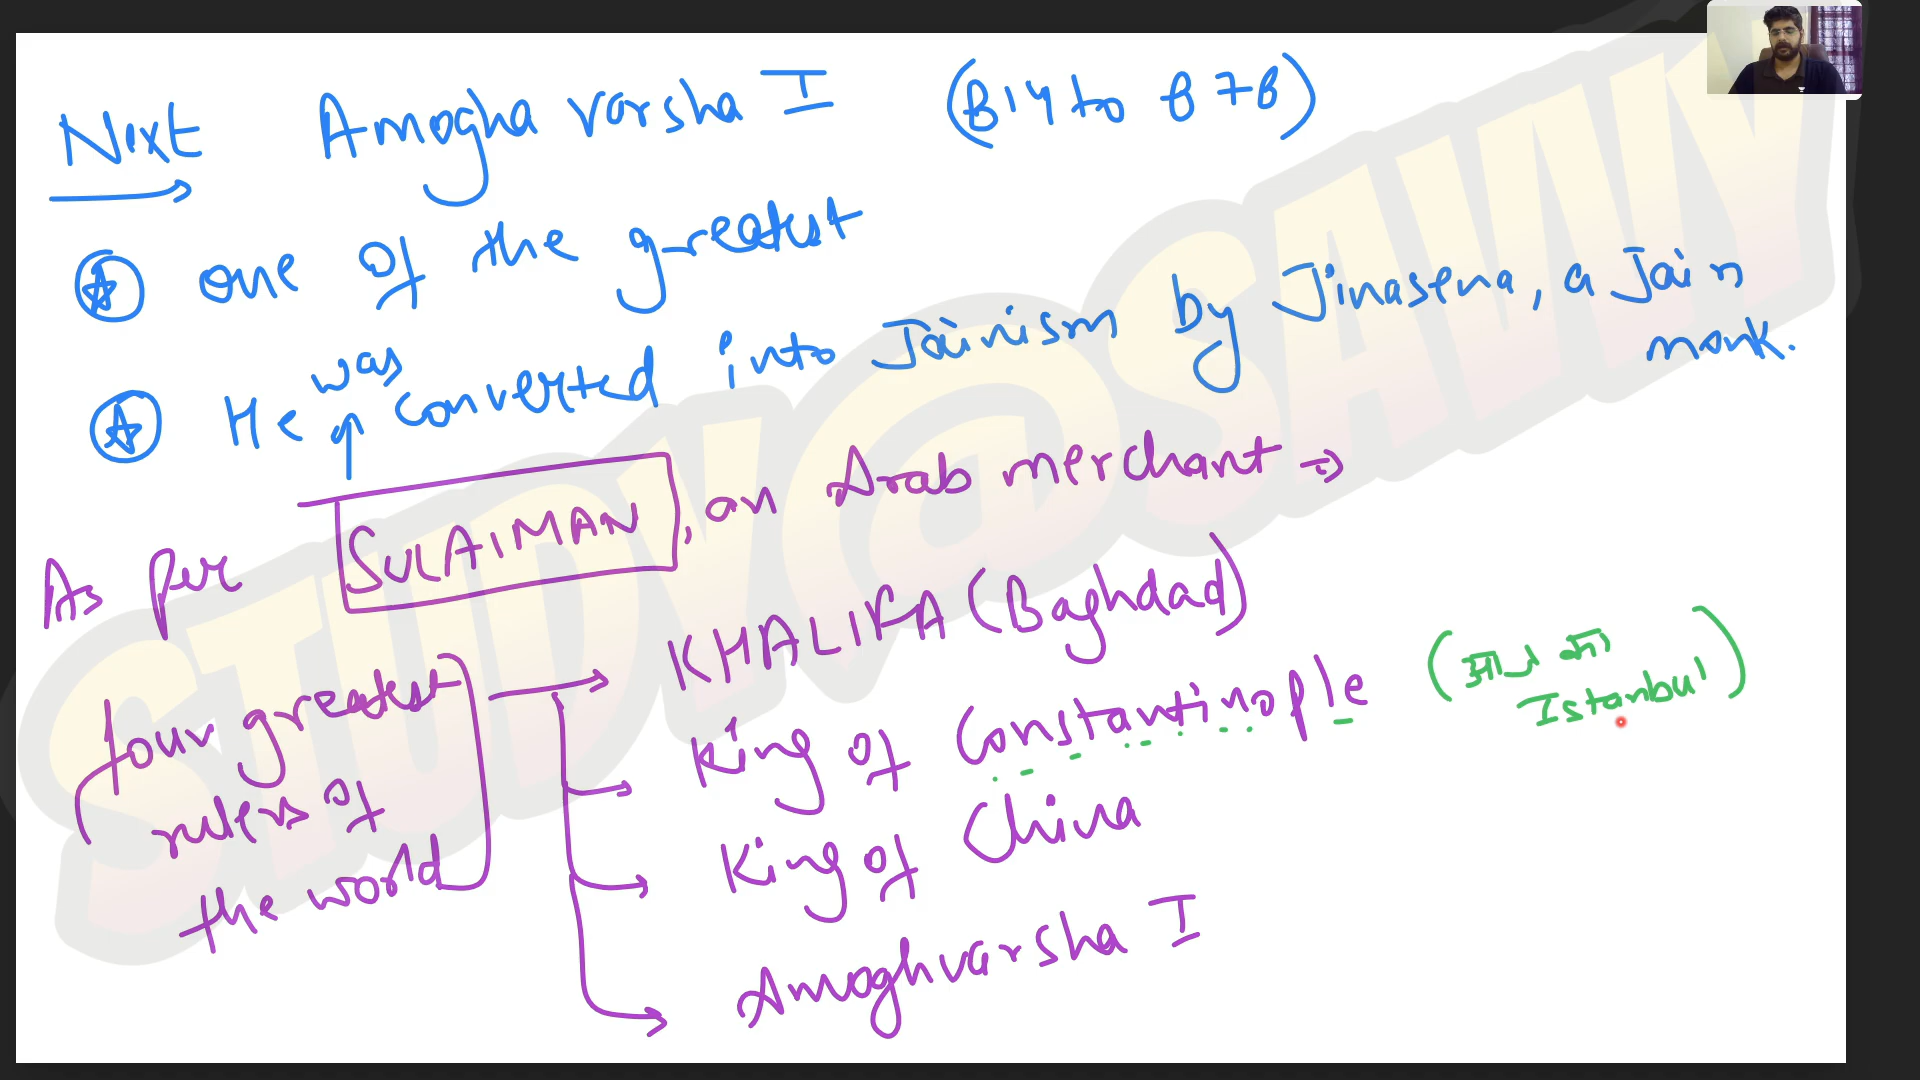 Next Amogha varsha I (814 to 878)
one of the greatest
He was converted into Jainism by Jinasena, a Jain monk.
As per SULAIMAN, an Arab merchant →
four greatest rulers of the world
→ KHALIFA (Baghdad)
→ King of Constantinople (आज का Istanbul)
→ King of China
→ Amoghvarsha I
STUDY@SAVVY